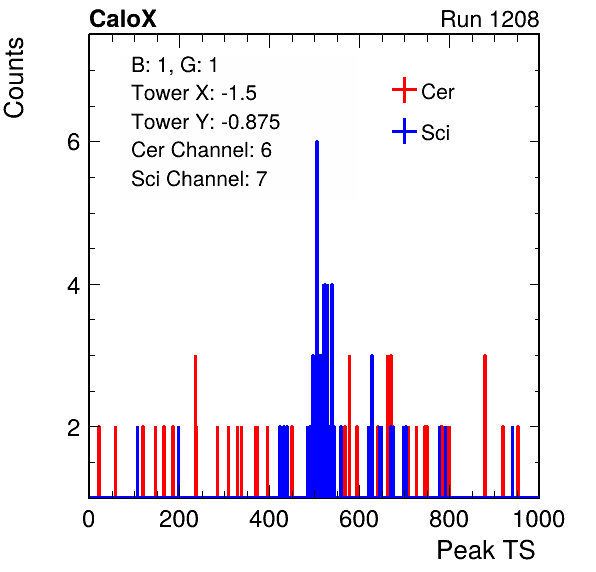 CaloX Run 1208
Counts
B: 1, G: 1
Tower X: -1.5
Tower Y: -0.875
Cer Channel: 6
Sci Channel: 7
Cer
Sci
6
4
2
0 200 400 600 800 1000
Peak TS